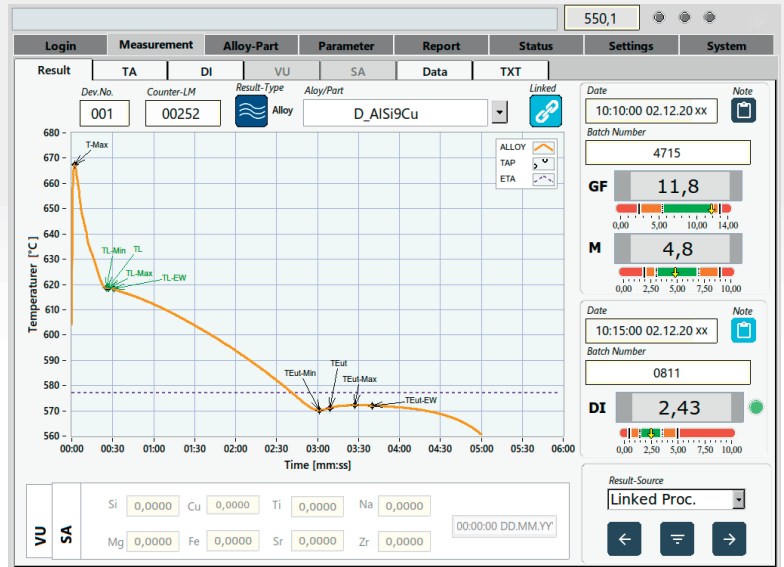 550,1
Login Measurement Alloy-Part Parameter Report Status Settings System
Result TA DI VU SA Data TXT
Dev.No. Counter-LM Result-Type Aloy/Part Linked
001 00252 Alloy D_AlSi9Cu
Temperaturer [°C]
680
670
660
650
640
630
620
610
600
590
580
570
560
T-Max
ALLOY
TAP
ETA
TL-Min TL
TL-Max
TL-EW
TEut-Min
TEut
TEut-Max
TEut-EW
00:00 00:30 01:00 01:30 02:00 02:30 03:00 03:30 04:00 04:30 05:00 05:30 06:00
Time [mm:ss]
VU
SA
Si 0,0000 Cu 0,0000 Ti 0,0000 Na 0,0000
Mg 0,0000 Fe 0,0000 Sr 0,0000 Zr 0,0000
00:00:00 DD.MM.YY
Date Note
10:10:00 02.12.20 xx
Batch Number
4715
GF 11,8
0,00 5,00 10,00 14,00
M 4,8
0,00 2,50 5,00 7,50 10,00
Date Note
10:15:00 02.12.20 xx
Batch Number
0811
DI 2,43
0,00 2,50 5,00 10,00
Result-Source
Linked Proc.